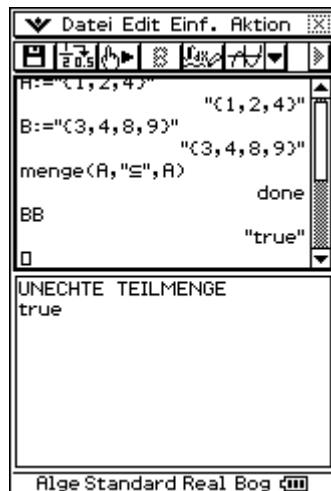 Datei Edit Einf. Aktion
A:="{1,2,4}"
"{1,2,4}"
B:="{3,4,8,9}"
"{3,4,8,9}"
menge(A,"⊆",A)
done
BB
"true"
UNECHTE TEILMENGE
true
Alge Standard Real Bog